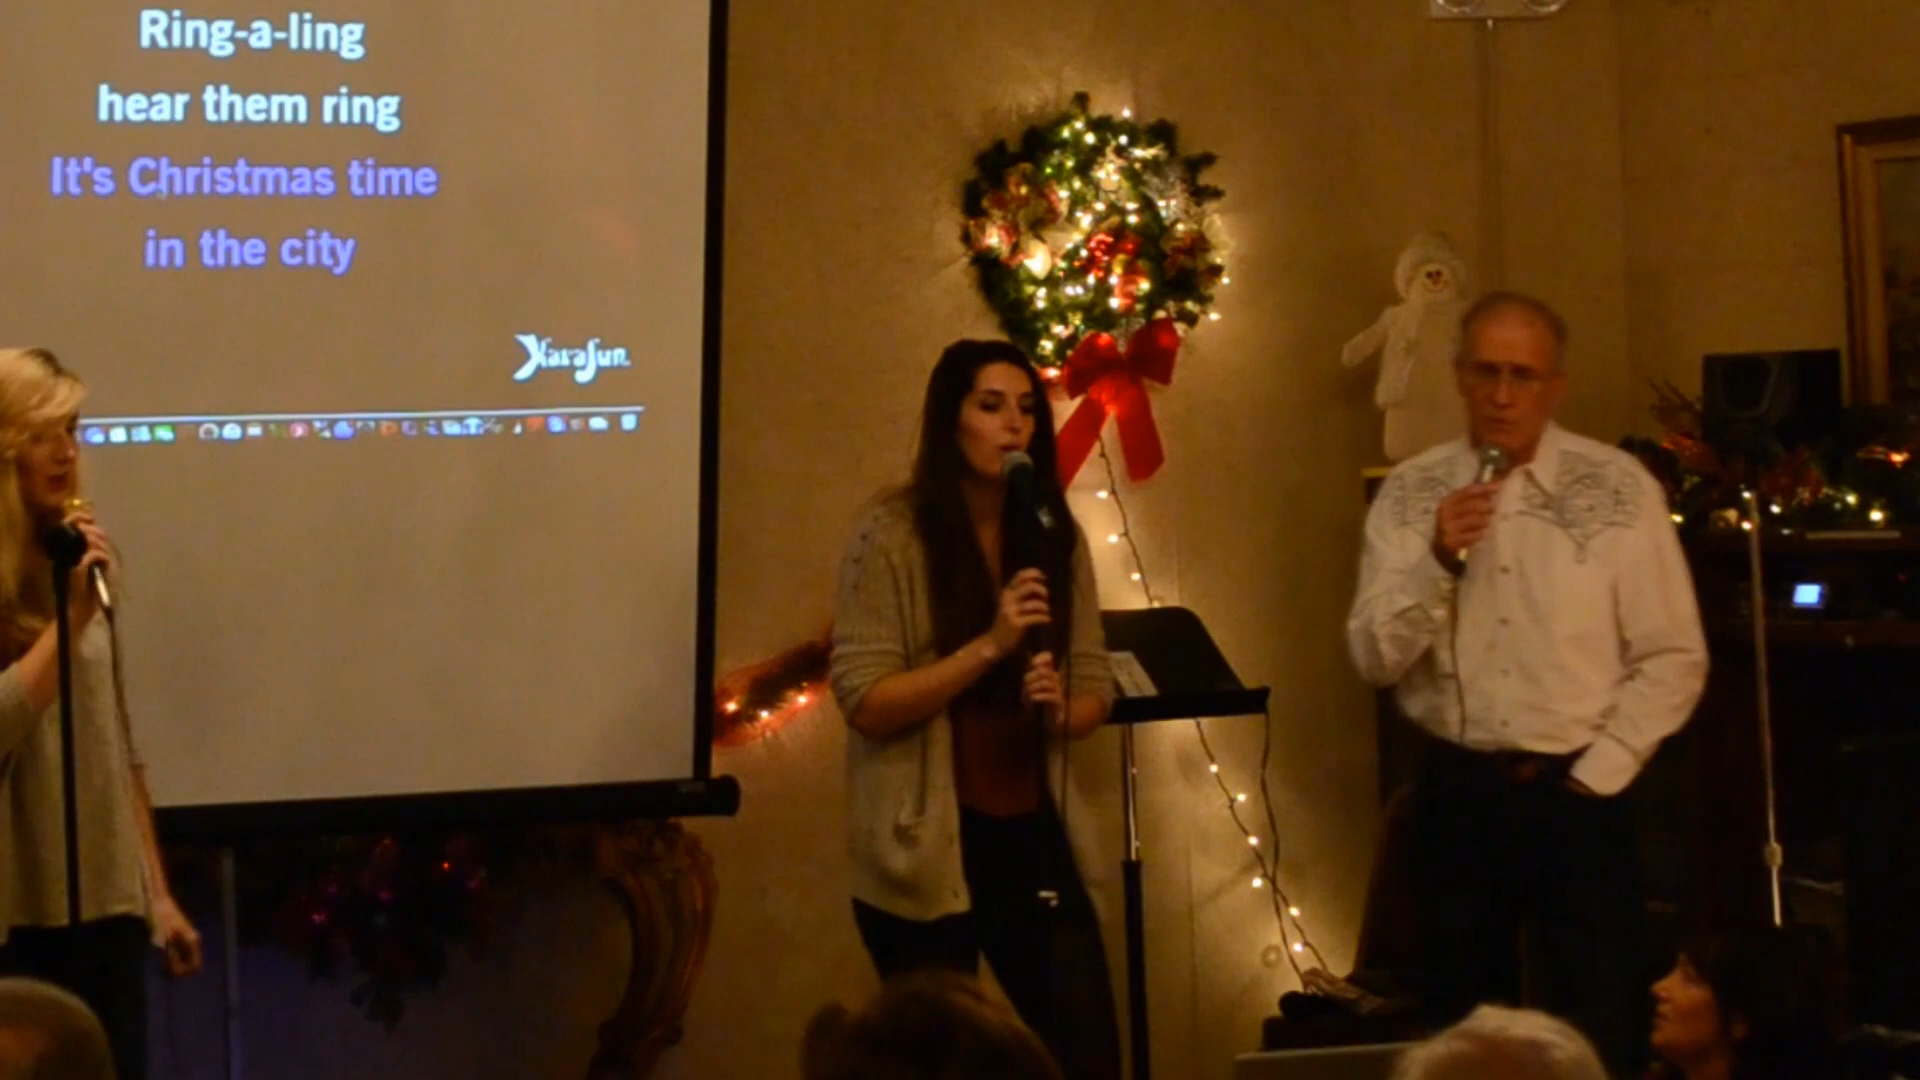 Ring-a-ling
hear them ring
It's Christmas time
in the city
KaraFun